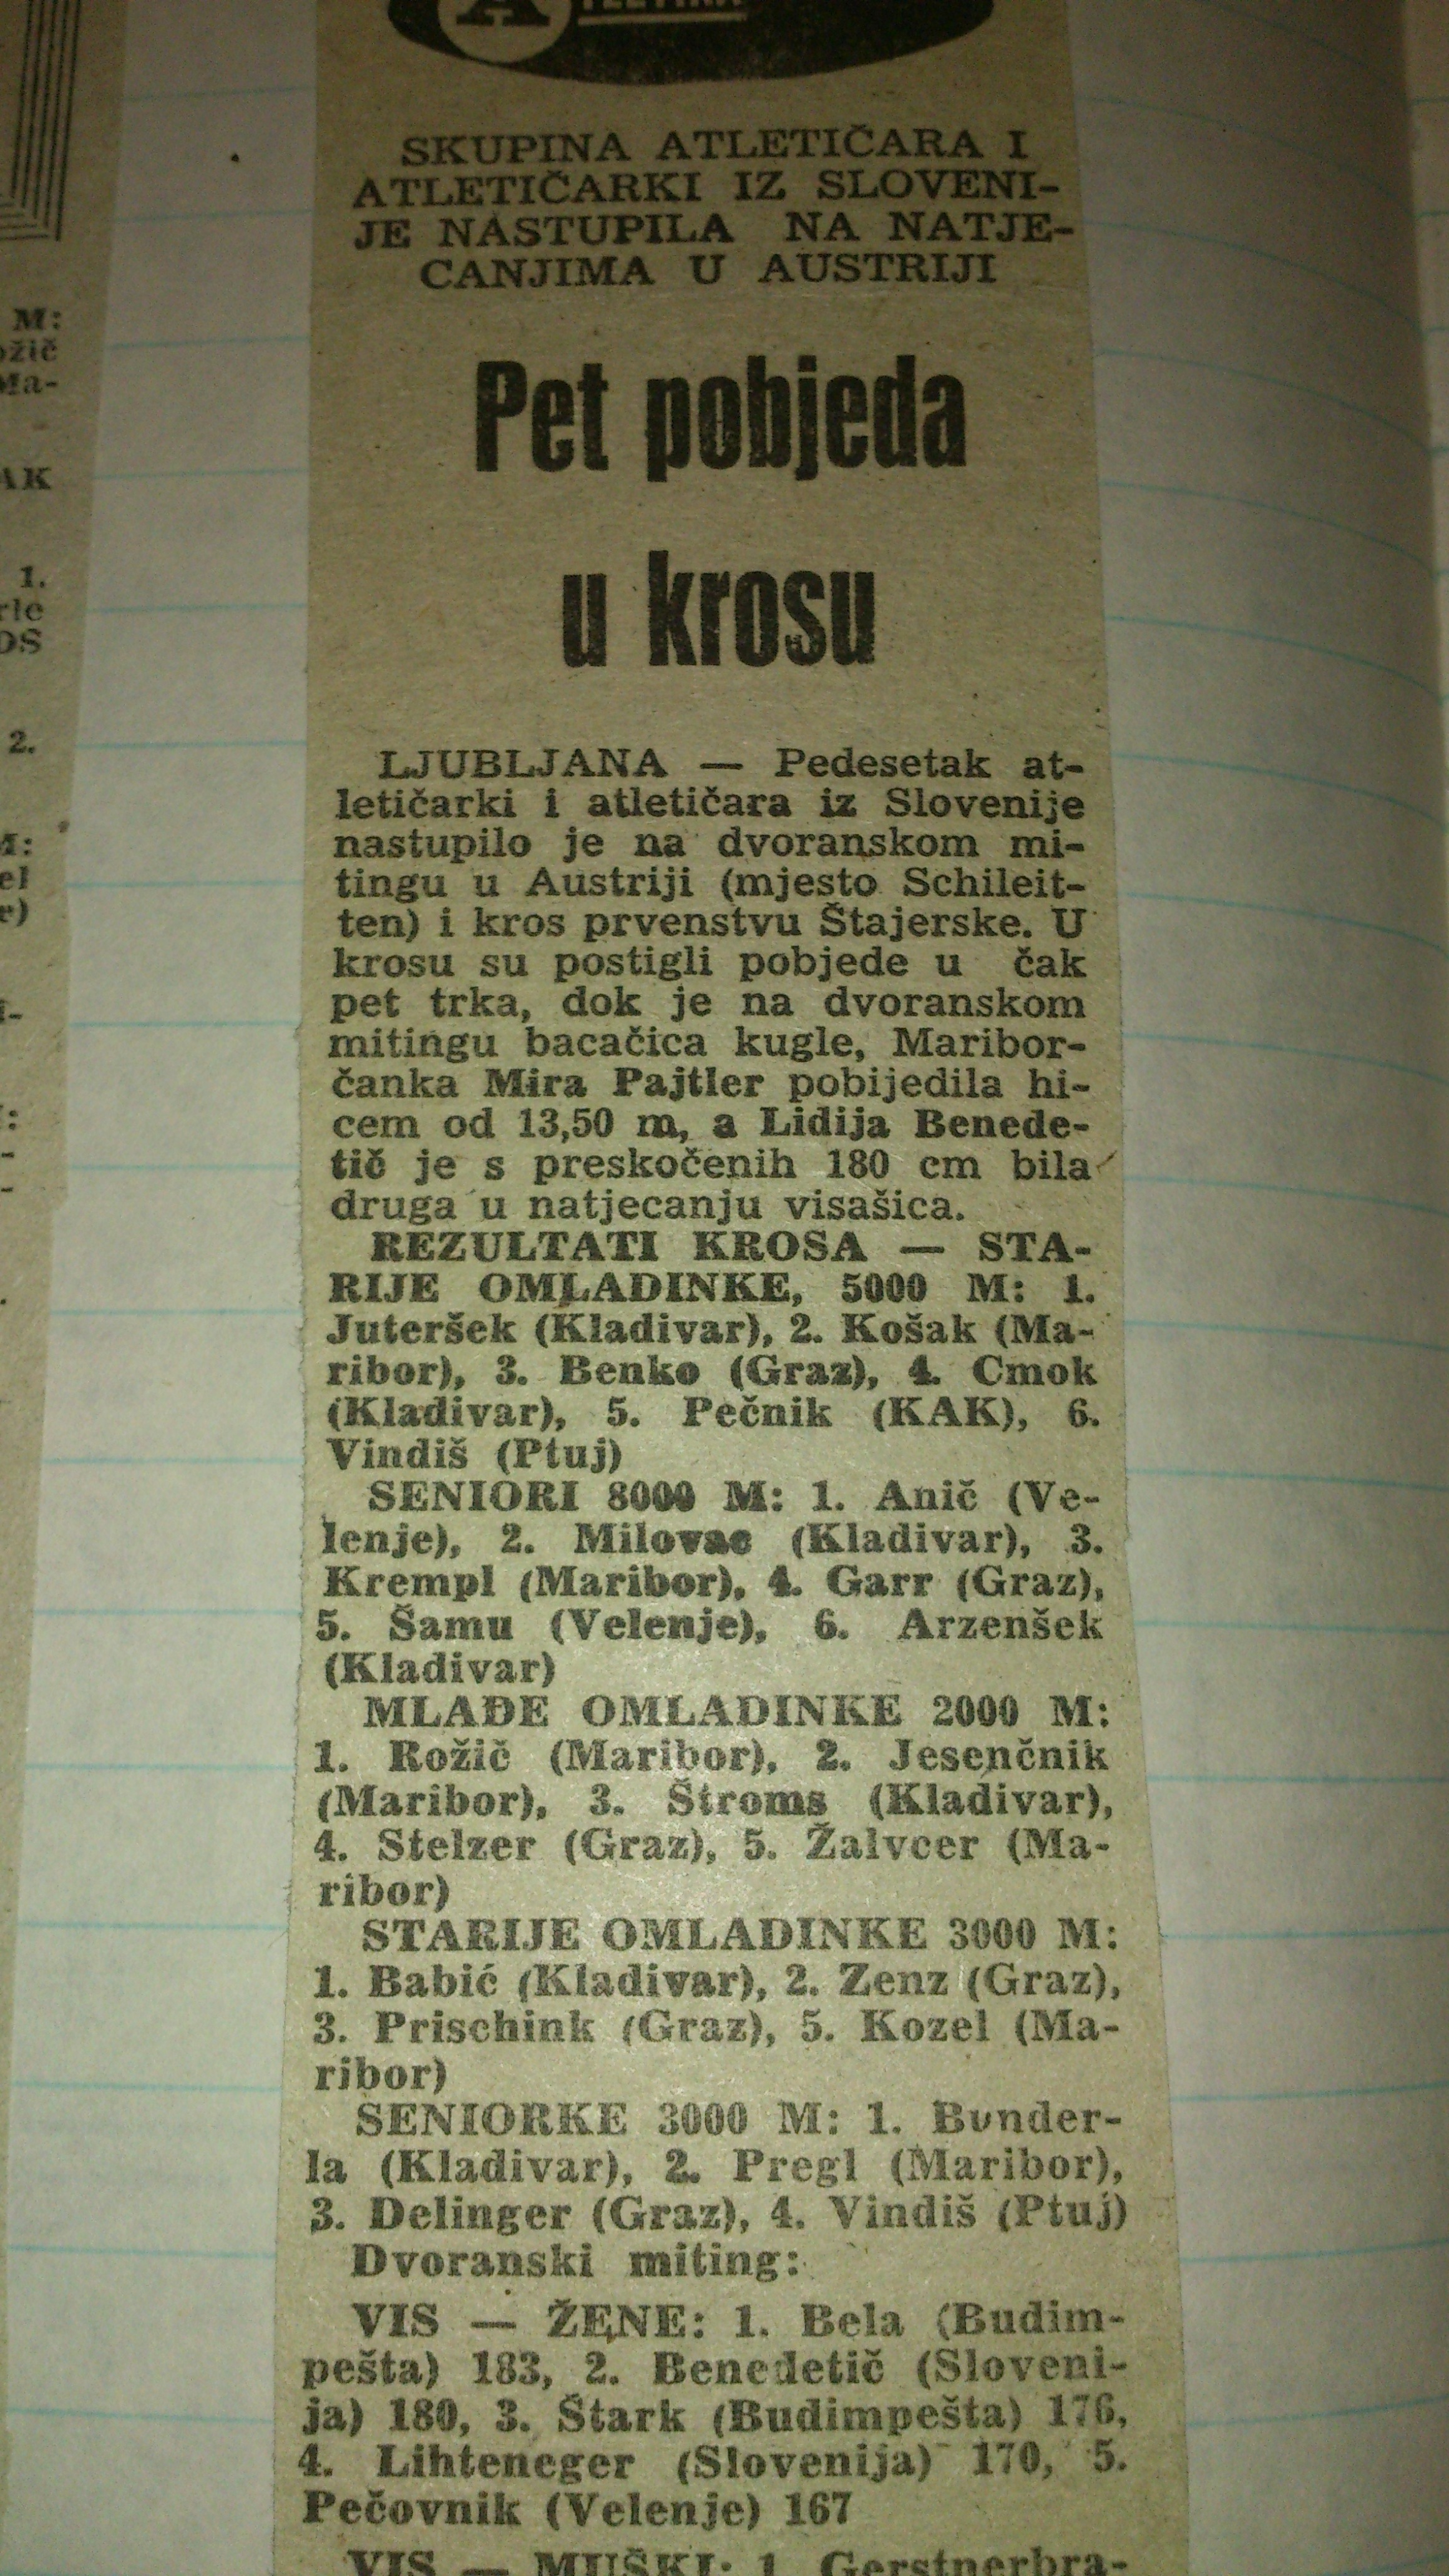 SKUPINA ATLETIČARA I
ATLETIČARKI IZ SLOVENI-
JE NASTUPILA NA NATJE-
CANJIMA U AUSTRIJI
Pet pobjeda
u krosu
LJUBLJANA — Pedesetak at-
letičarki i atletičara iz Slovenije
nastupilo je na dvoranskom mi-
tingu u Austriji (mjesto Schileit-
ten) i kros prvenstvu Štajerske. U
krosu su postigli pobjede u čak
pet trka, dok je na dvoranskom
mitingu bacačica kugle, Maribor-
čanka Mira Pajtler pobijedila hi-
cem od 13,50 m, a Lidija Benede-
tič je s preskočenih 180 cm bila
druga u natjecanju visašica.
REZULTATI KROSA — STA-
RIJE OMLADINKE, 5000 M: 1.
Juteršek (Kladivar), 2. Košak (Ma-
ribor), 3. Benko (Graz), 4. Cmok
(Kladivar), 5. Pečnik (KAK), 6.
Vindiš (Ptuj)
SENIORI 8000 M: 1. Anič (Ve-
lenje), 2. Milovac (Kladivar), 3.
Krempl (Maribor), 4. Garr (Graz),
5. Šamu (Velenje), 6. Arzenšek
(Kladivar)
MLAĐE OMLADINKE 2000 M:
1. Rožič (Maribor), 2. Jesenčnik
(Maribor), 3. Štroms (Kladivar),
4. Stelzer (Graz), 5. Žalvcer (Ma-
ribor)
STARIJE OMLADINKE 3000 M:
1. Babić (Kladivar), 2. Zenz (Graz),
3. Prischink (Graz), 5. Kozel (Ma-
ribor)
SENIORKE 3000 M: 1. Bunder-
la (Kladivar), 2. Pregl (Maribor),
3. Delinger (Graz), 4. Vindiš (Ptuj)
Dvoranski miting:
VIS — ŽENE: 1. Bela (Budim-
pešta) 183, 2. Benedetič (Sloveni-
ja) 180, 3. Štark (Budimpešta) 176,
4. Lihteneger (Slovenija) 170, 5.
Pečovnik (Velenje) 167
VIS — MUŠKI: 1. Gerstnerbra-